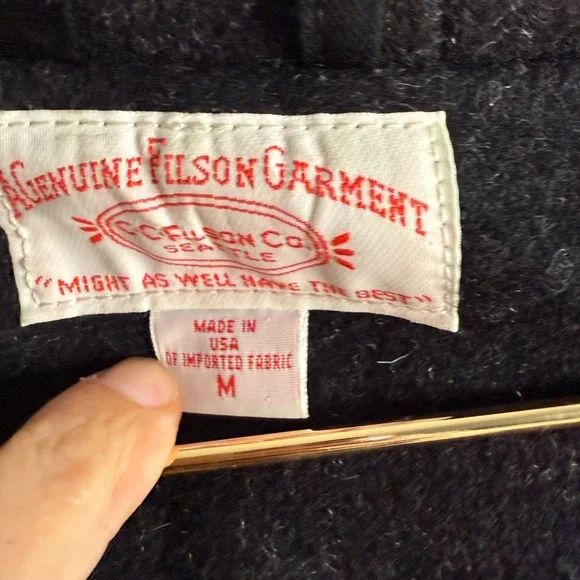 A Genuine Filson Garment
C.C. Filson Co.
SEATTLE
"MIGHT AS WELL HAVE THE BEST"
MADE IN
USA
OF IMPORTED FABRIC
M